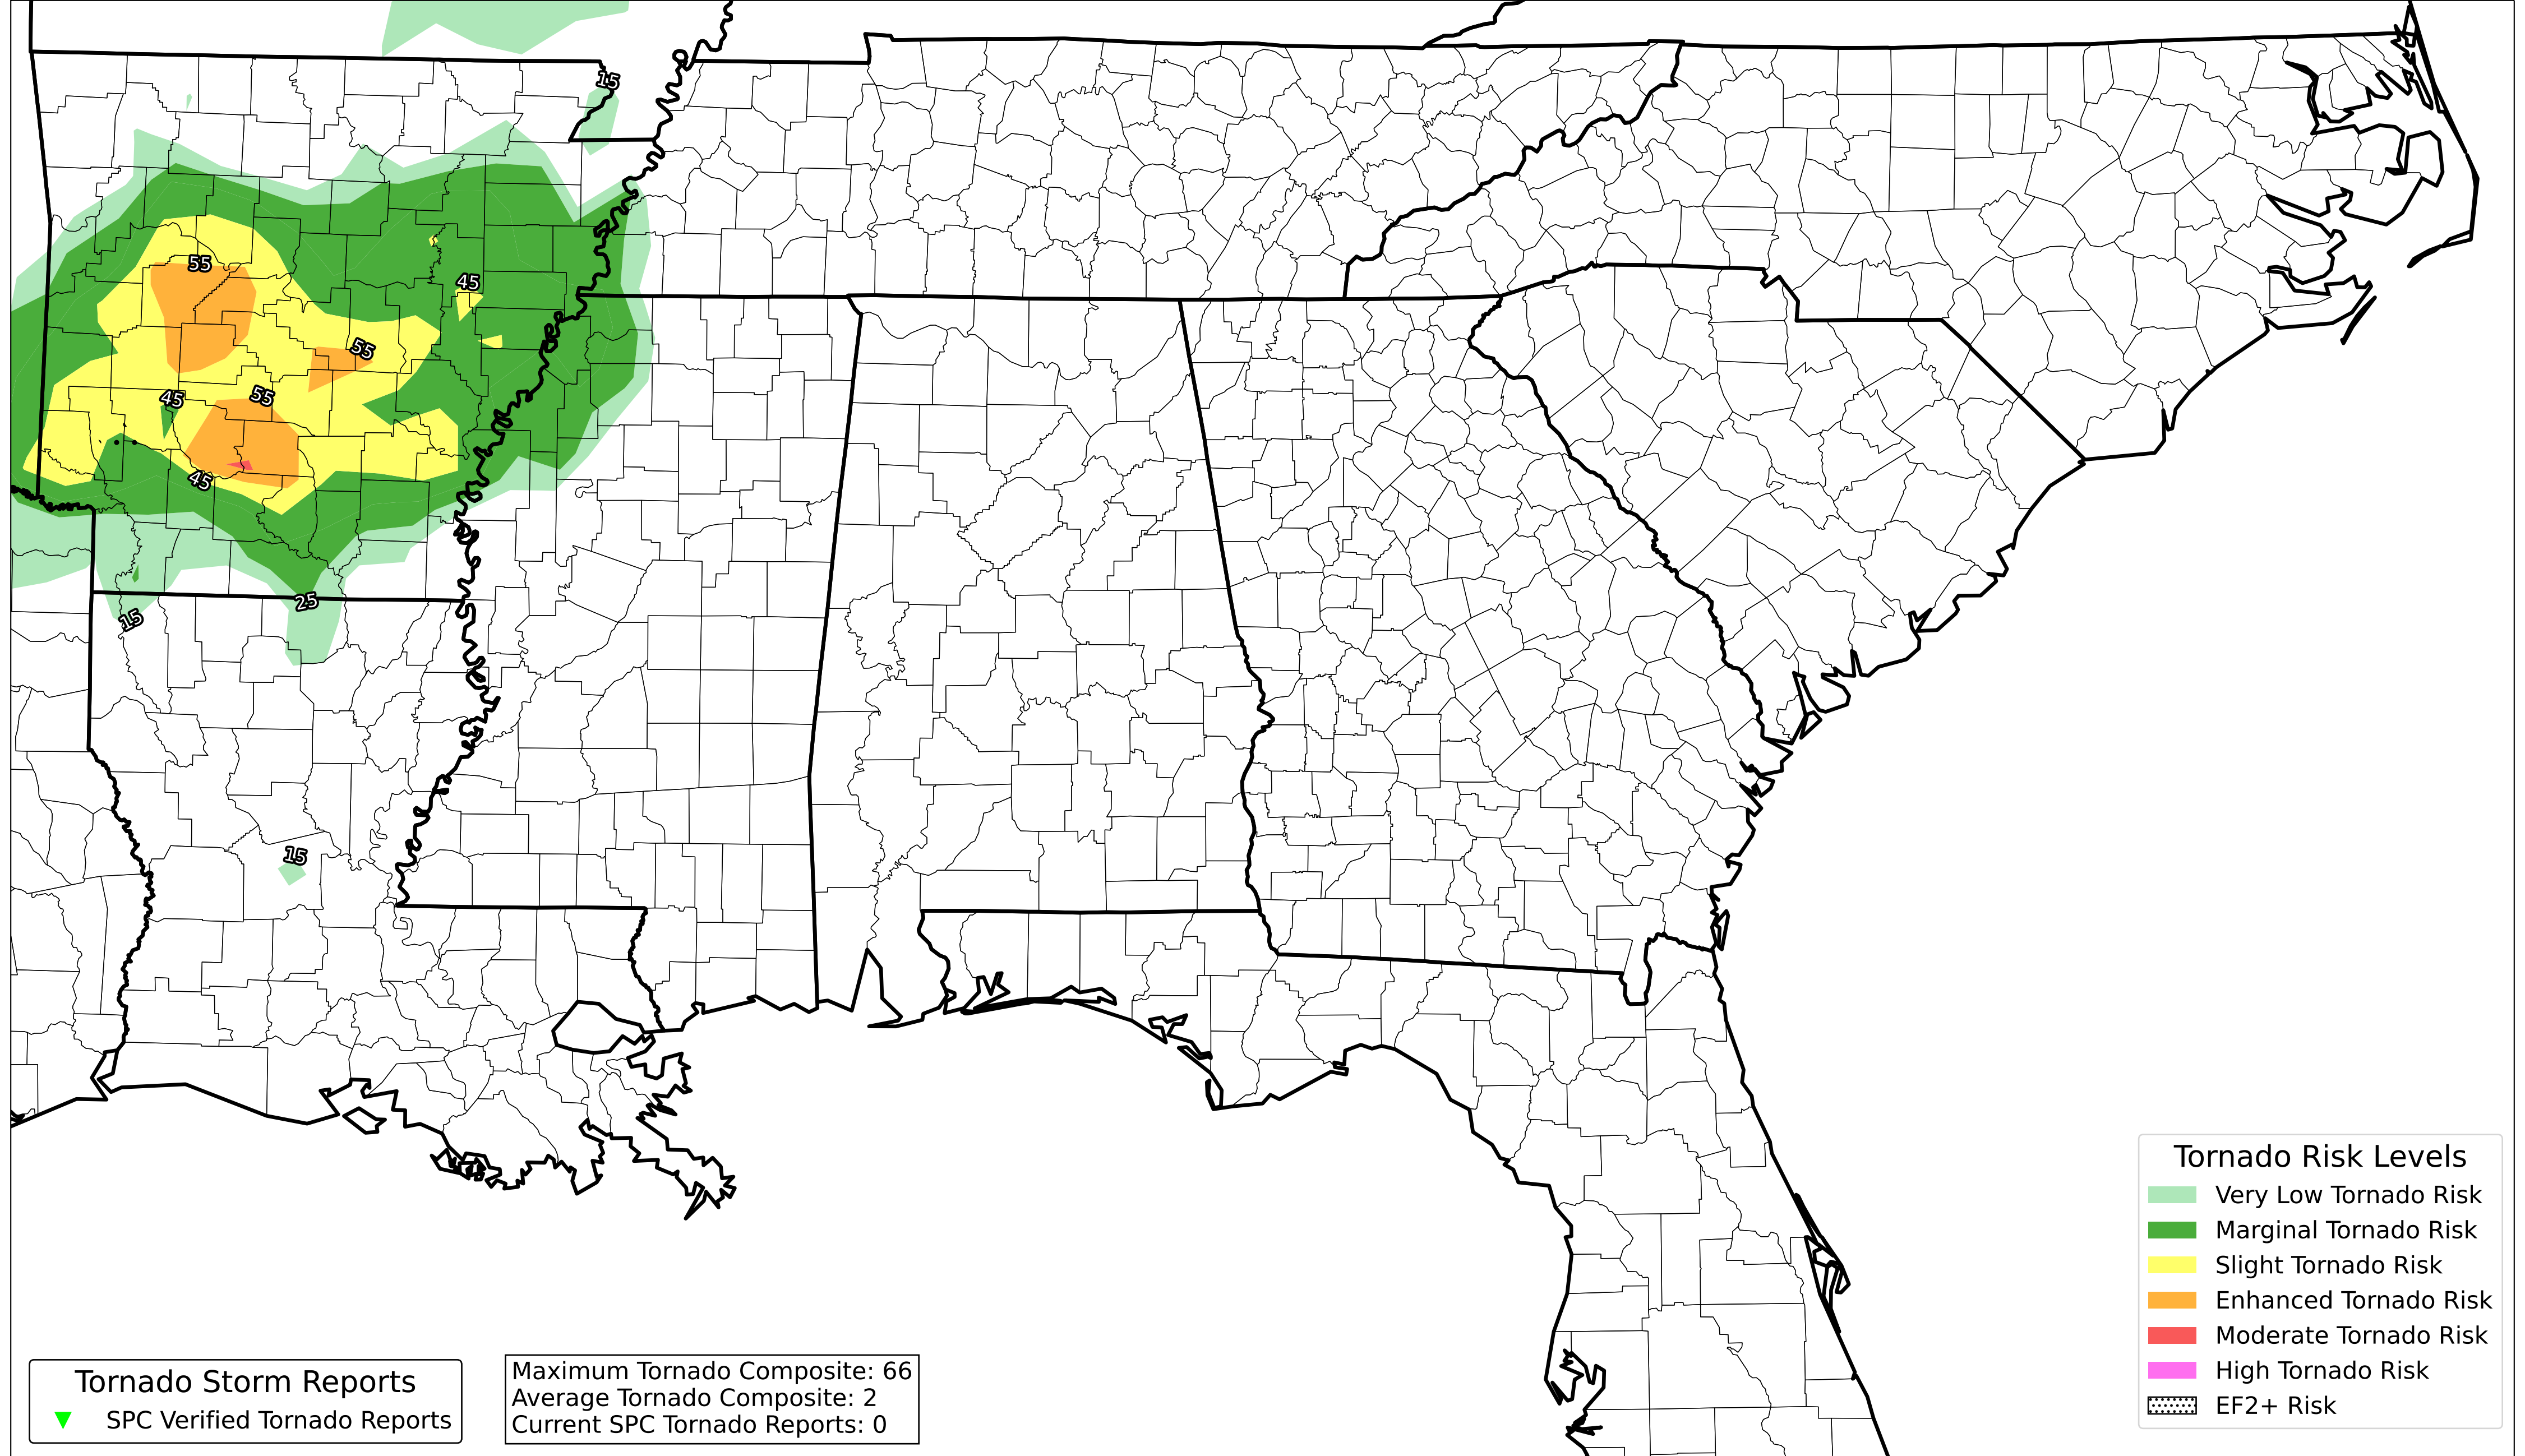 15
55
45
55
45
55
45
25
15
15
Tornado Risk Levels
Very Low Tornado Risk
Marginal Tornado Risk
Slight Tornado Risk
Enhanced Tornado Risk
Moderate Tornado Risk
High Tornado Risk
EF2+ Risk
Tornado Storm Reports
SPC Verified Tornado Reports
Maximum Tornado Composite: 66
Average Tornado Composite: 2
Current SPC Tornado Reports: 0